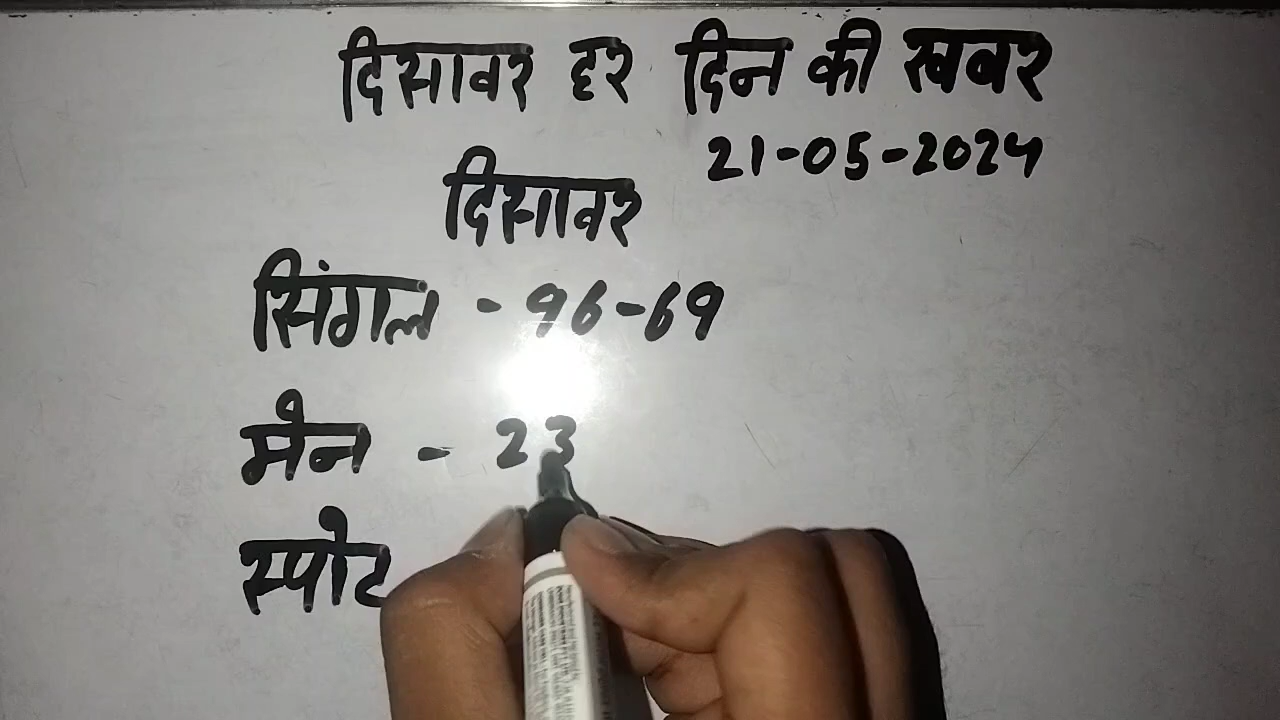 दिसावर हर दिन की खबर
21-05-2024
दिसावर
सिंगल - 96-69
मेन - 23
स्पोट